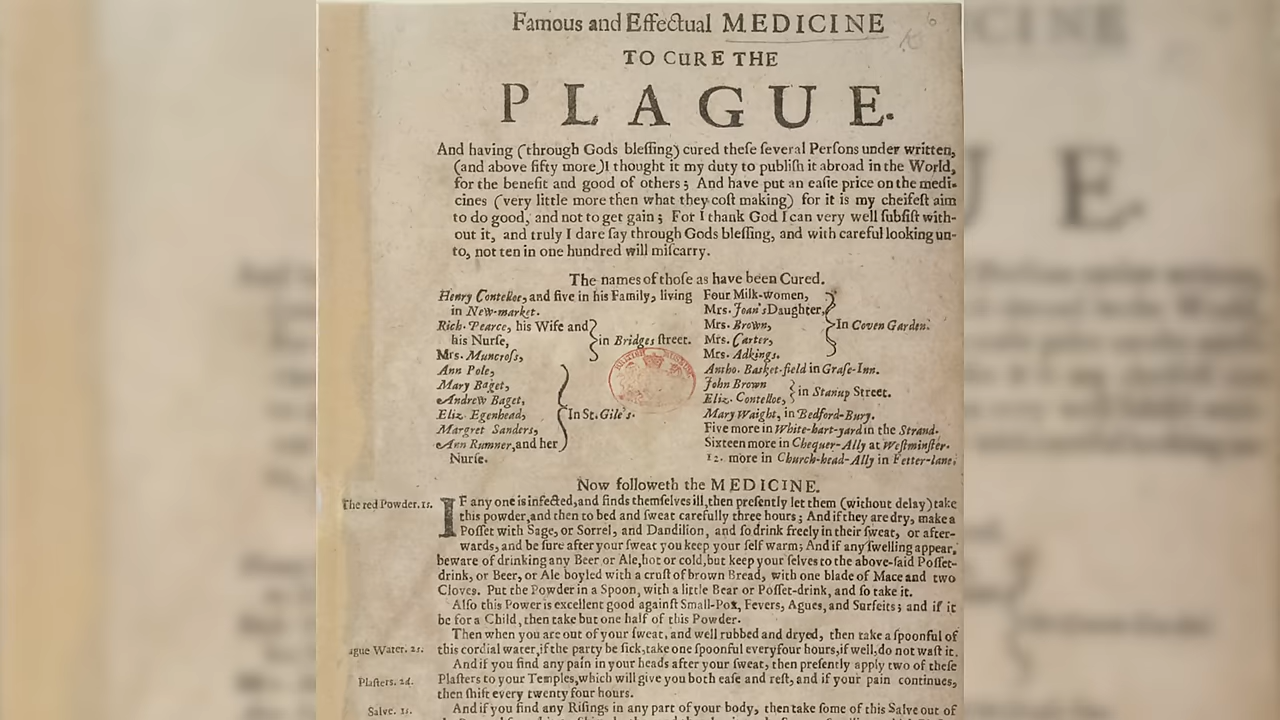 Famous and Effectual MEDICINE
TO CURE THE
PLAGUE.
And having (through Gods bleſſing) cured theſe ſeveral Perſons under written,
(and above fifty more) I thought it my duty to publiſh it abroad in the World,
for the benefit and good of others; And have put an eaſie price on the medi-
cines (very little more then what they coſt making) for it is my cheifeſt aim
to do good, and not to get gain; For I thank God I can very well ſubſiſt with-
out it, and truly I dare ſay through Gods bleſſing, and with careful looking un-
to, not ten in one hundred will miſcarry.
The names of thoſe as have been Cured.
Henry Contelloe, and five in his Family, living
in New-market.
Rich. Pearce, his Wife and
his Nurſe,
in Bridges ſtreet.
Mrs. Muncroſs,
Ann Pole,
Mary Baget,
Andrew Baget,
Eliz. Egenhead,
In St. Gile's.
Margret Sanders,
Ann Rumner, and her
Nurſe.
Four Milk-women,
Mrs. Joan's Daughter,
Mrs. Brown,
In Coven Garden.
Mrs. Carter,
Mrs. Adkings.
Antho. Basket-field in Graſe-Inn.
John Brown
Eliz. Contelloe,
in Stanup Street.
Mary Waight, in Bedford-Bury.
Five more in White-hart-yard in the Strand.
Sixteen more in Chequer-Ally at Weſtminſter.
12. more in Church-head-Ally in Fetter-lane.
Now followeth the MEDICINE.
The red Powder. 1s.
IF any one is infected, and finds themſelves ill, then preſently let them (without delay) take
this powder, and then to bed and ſweat carefully three hours; And if they are dry, make a
Poſſet with Sage, or Sorrel, and Dandilion, and ſo drink freely in their ſweat, or after-
wards, and be ſure after your ſweat you keep your ſelf warm; And if any ſwelling appear,
beware of drinking any Beer or Ale, hot or cold, but keep your ſelves to the above-ſaid Poſſet-
drink, or Beer, or Ale boyled with a cruſt of brown Bread, with one blade of Mace and two
Cloves. Put the Powder in a Spoon, with a little Bear or Poſſet-drink, and ſo take it.
Alſo this Power is excellent good againſt Small-Pox, Fevers, Agues, and Surfeits; and if it
be for a Child, then take but one half of this Powder.
Then when you are out of your ſweat, and well rubbed and dryed, then take a ſpoonful of
ague Water. 2s.
this cordial water, if the party be ſick, take one ſpoonful every four hours, if well, do not waſt it.
And if you find any pain in your heads after your ſweat, then preſently apply two of theſe
Plaſters. 2d.
Plaſters to your Temples, which will give you both eaſe and reſt, and if your pain continues,
then ſhift every twenty four hours.
Salve. 1s.
And if you find any Riſings in any part of your body, then take ſome of this Salve out of